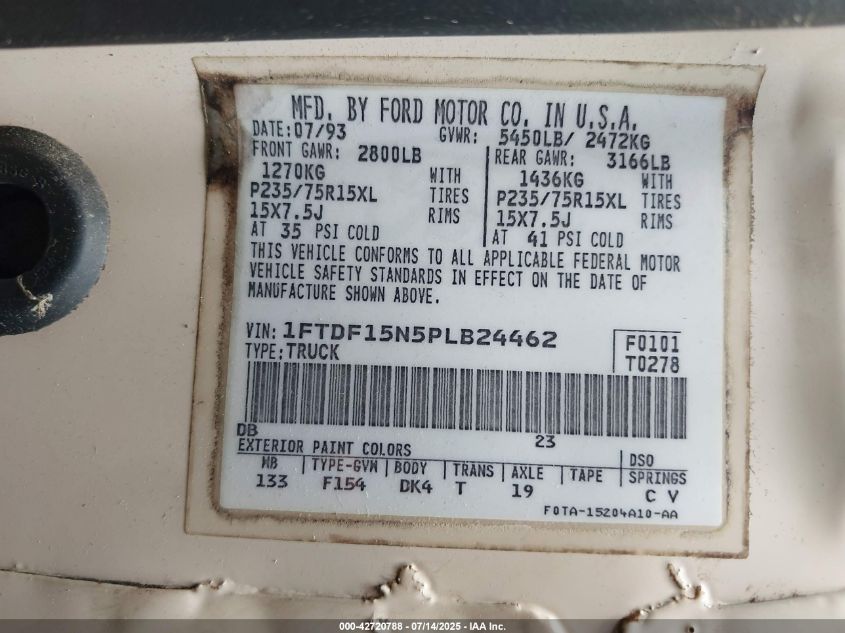 MFD. BY FORD MOTOR CO. IN U.S.A.
DATE: 07/93 GVWR: 5450LB/ 2472KG
FRONT GAWR: 2800LB REAR GAWR: 3166LB
1270KG WITH 1436KG WITH
P235/75R15XL TIRES P235/75R15XL TIRES
15X7.5J RIMS 15X7.5J RIMS
AT 35 PSI COLD AT 41 PSI COLD
THIS VEHICLE CONFORMS TO ALL APPLICABLE FEDERAL MOTOR
VEHICLE SAFETY STANDARDS IN EFFECT ON THE DATE OF
MANUFACTURE SHOWN ABOVE.
VIN: 1FTDF15N5PLB24462 F0101
TYPE: TRUCK T0278
DB 23
EXTERIOR PAINT COLORS DSO
WB TYPE-GVW BODY TRANS AXLE TAPE SPRINGS
133 F154 DK4 T 19 C V
F0TA-15204A10-AA
000-42720788 - 07/14/2025 - IAA Inc.